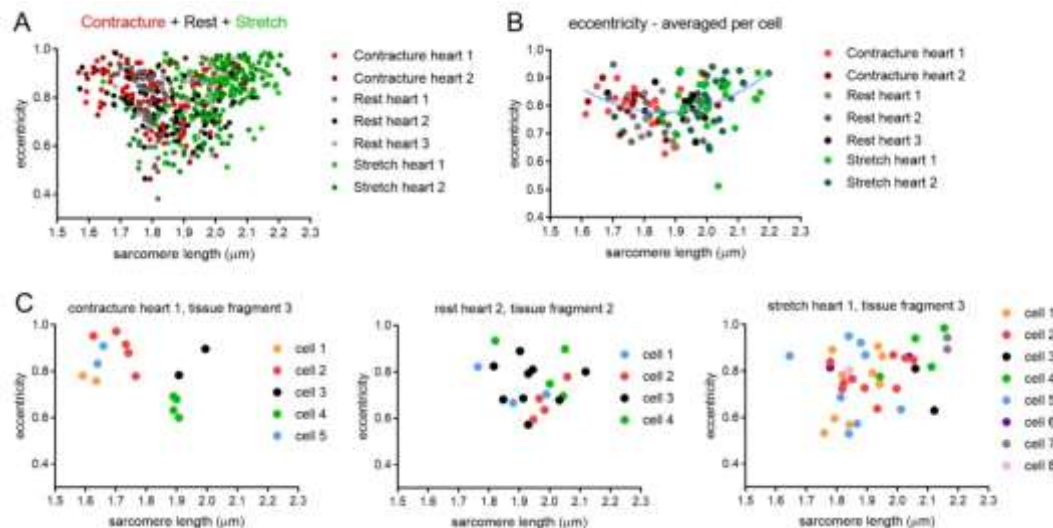 A
Contracture + Rest + Stretch
eccentricity
1.0
0.8
0.6
0.4
1.5 1.6 1.7 1.8 1.9 2.0 2.1 2.2 2.3
sarcomere length (μm)
Contracture heart 1
Contracture heart 2
Rest heart 1
Rest heart 2
Rest heart 3
Stretch heart 1
Stretch heart 2
B
eccentricity - averaged per cell
eccentricity
1.0
0.9
0.8
0.7
0.6
0.5
0.4
1.5 1.6 1.7 1.8 1.9 2.0 2.1 2.2 2.3
sarcomere length (μm)
Contracture heart 1
Contracture heart 2
Rest heart 1
Rest heart 2
Rest heart 3
Stretch heart 1
Stretch heart 2
C
contracture heart 1, tissue fragment 3
eccentricity
1.0
0.8
0.6
0.4
1.5 1.6 1.7 1.8 1.9 2.0 2.1 2.2 2.3
sarcomere length (μm)
cell 1
cell 2
cell 3
cell 4
cell 5
rest heart 2, tissue fragment 2
eccentricity
1.0
0.8
0.6
0.4
1.5 1.6 1.7 1.8 1.9 2.0 2.1 2.2 2.3
sarcomere length (μm)
cell 1
cell 2
cell 3
cell 4
stretch heart 1, tissue fragment 3
eccentricity
1.0
0.8
0.6
0.4
1.5 1.6 1.7 1.8 1.9 2.0 2.1 2.2 2.3
sarcomere length (μm)
cell 1
cell 2
cell 3
cell 4
cell 5
cell 6
cell 7
cell 8